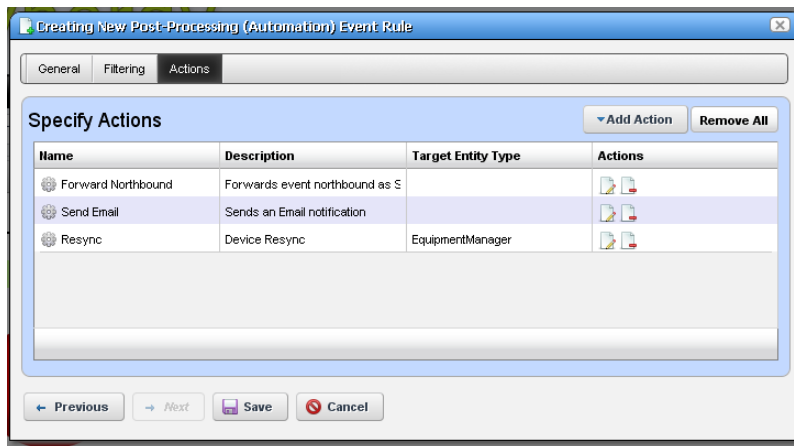 Creating New Post-Processing (Automation) Event Rule
General Filtering Actions
Specify Actions Add Action Remove All
Name Description Target Entity Type Actions
Forward Northbound Forwards event northbound as S
Send Email Sends an Email notification
Resync Device Resync EquipmentManager
Previous Next Save Cancel